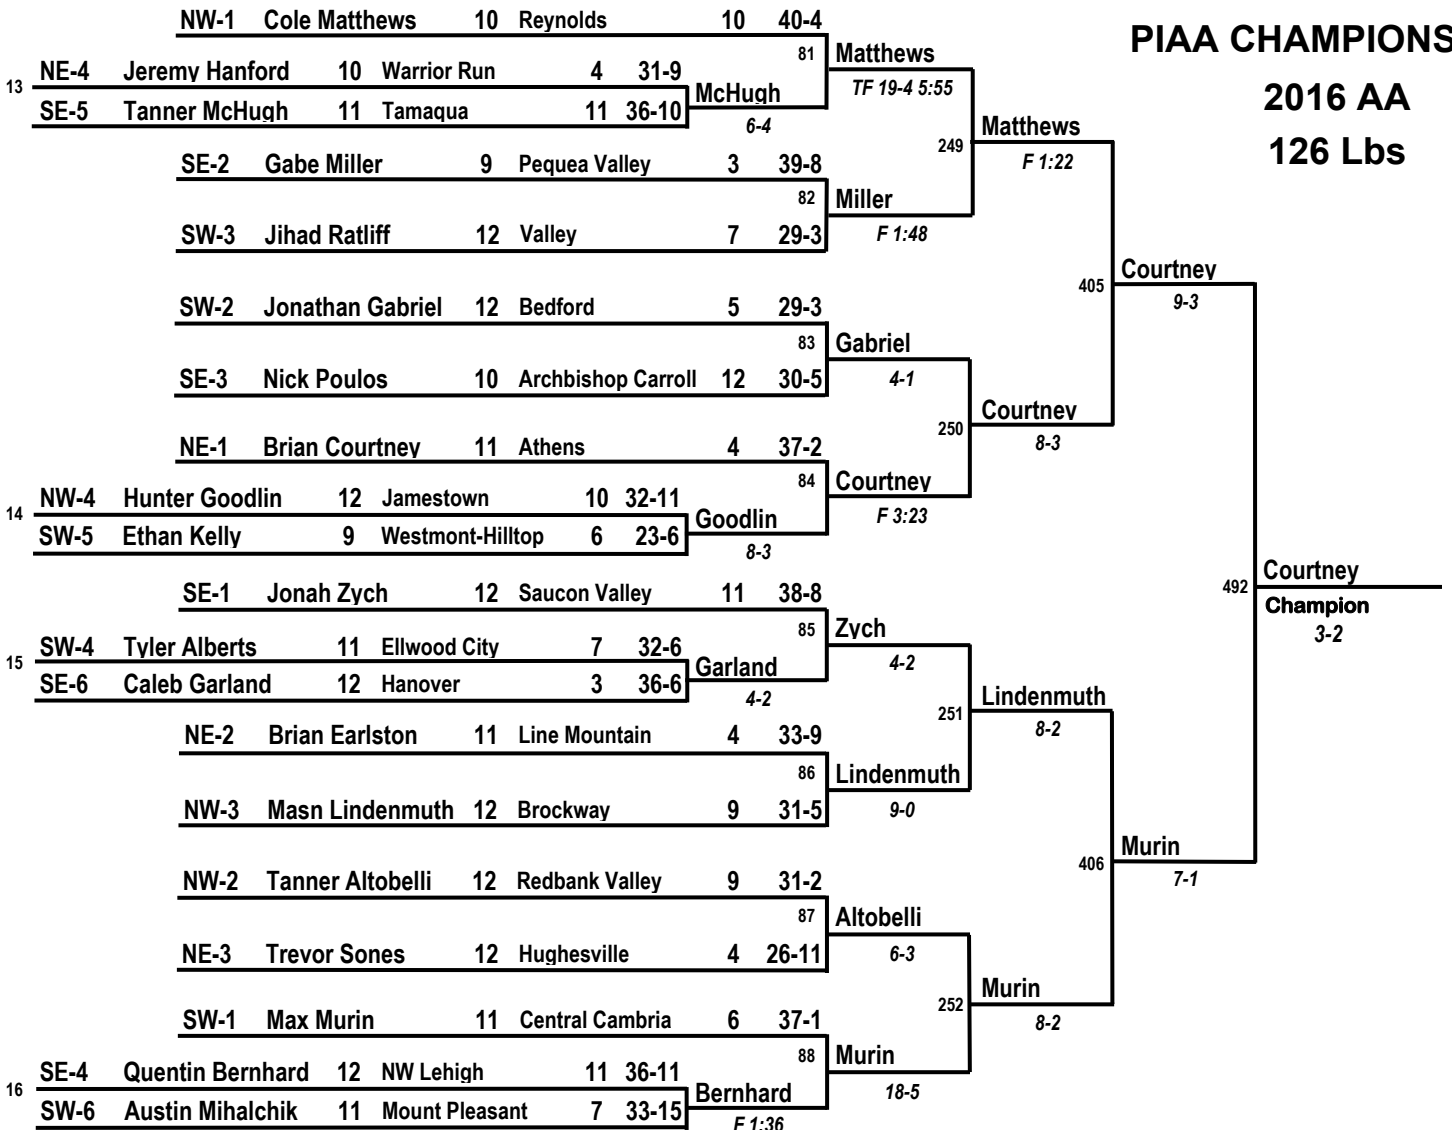 PIAA CHAMPIONS
2016 AA
126 Lbs
NW-1 Cole Matthews 10 Reynolds 10 40-4
81 Matthews
TF 19-4 5:55
13 NE-4 Jeremy Hanford 10 Warrior Run 4 31-9
McHugh
6-4
SE-5 Tanner McHugh 11 Tamaqua 11 36-10
249 Matthews
F 1:22
SE-2 Gabe Miller 9 Pequea Valley 3 39-8
82 Miller
F 1:48
SW-3 Jihad Ratliff 12 Valley 7 29-3
405 Courtney
9-3
SW-2 Jonathan Gabriel 12 Bedford 5 29-3
83 Gabriel
4-1
SE-3 Nick Poulos 10 Archbishop Carroll 12 30-5
250 Courtney
8-3
NE-1 Brian Courtney 11 Athens 4 37-2
84 Courtney
F 3:23
14 NW-4 Hunter Goodlin 12 Jamestown 10 32-11
Goodlin
8-3
SW-5 Ethan Kelly 9 Westmont-Hilltop 6 23-6
492 Courtney
Champion
3-2
SE-1 Jonah Zych 12 Saucon Valley 11 38-8
85 Zych
4-2
15 SW-4 Tyler Alberts 11 Ellwood City 7 32-6
Garland
4-2
SE-6 Caleb Garland 12 Hanover 3 36-6
251 Lindenmuth
8-2
NE-2 Brian Earlston 11 Line Mountain 4 33-9
86 Lindenmuth
9-0
NW-3 Masn Lindenmuth 12 Brockway 9 31-5
406 Murin
7-1
NW-2 Tanner Altobelli 12 Redbank Valley 9 31-2
87 Altobelli
6-3
NE-3 Trevor Sones 12 Hughesville 4 26-11
252 Murin
8-2
SW-1 Max Murin 11 Central Cambria 6 37-1
88 Murin
18-5
16 SE-4 Quentin Bernhard 12 NW Lehigh 11 36-11
Bernhard
F 1:36
SW-6 Austin Mihalchik 11 Mount Pleasant 7 33-15